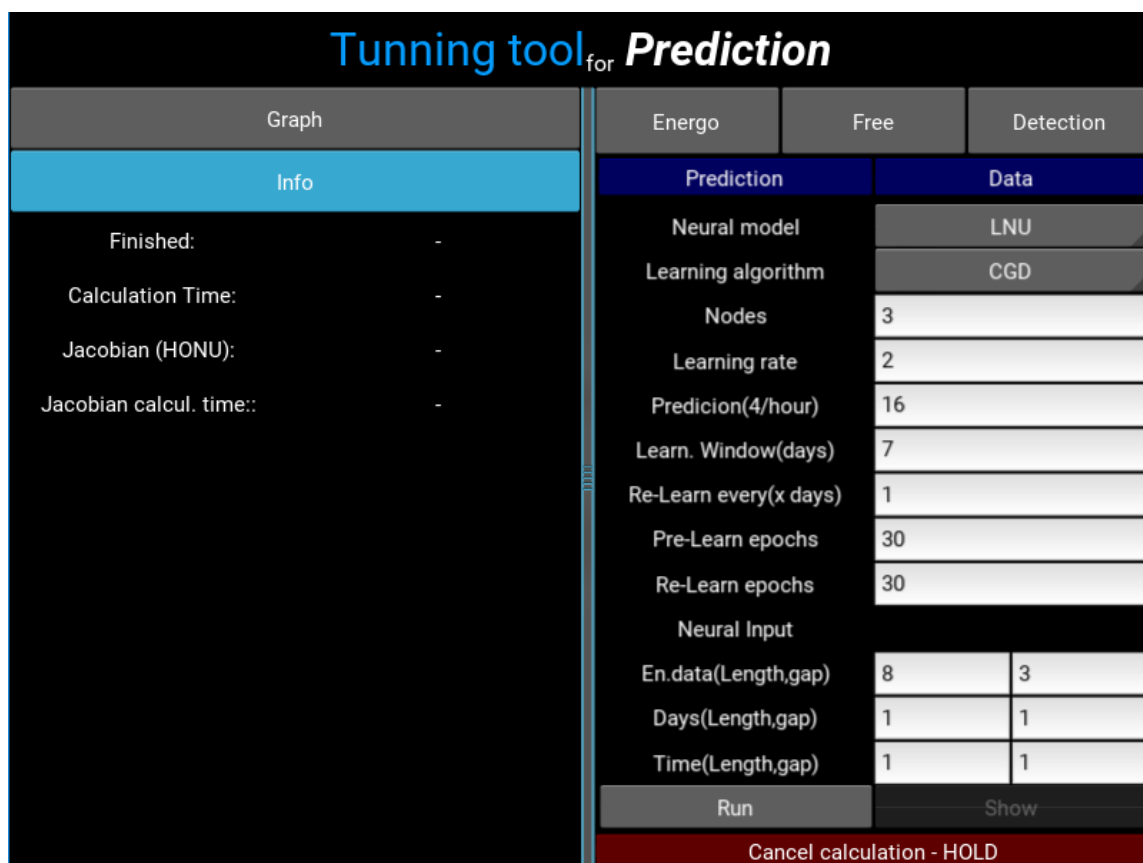 Tunning tool for Prediction
Graph
Info
Finished: -
Calculation Time: -
Jacobian (HONU): -
Jacobian calcul. time:: -
Energo Free Detection
Prediction Data
Neural model LNU
Learning algorithm CGD
Nodes 3
Learning rate 2
Predicion(4/hour) 16
Learn. Window(days) 7
Re-Learn every(x days) 1
Pre-Learn epochs 30
Re-Learn epochs 30
Neural Input
En.data(Length,gap) 8 3
Days(Length,gap) 1 1
Time(Length,gap) 1 1
Run Show
Cancel calculation - HOLD